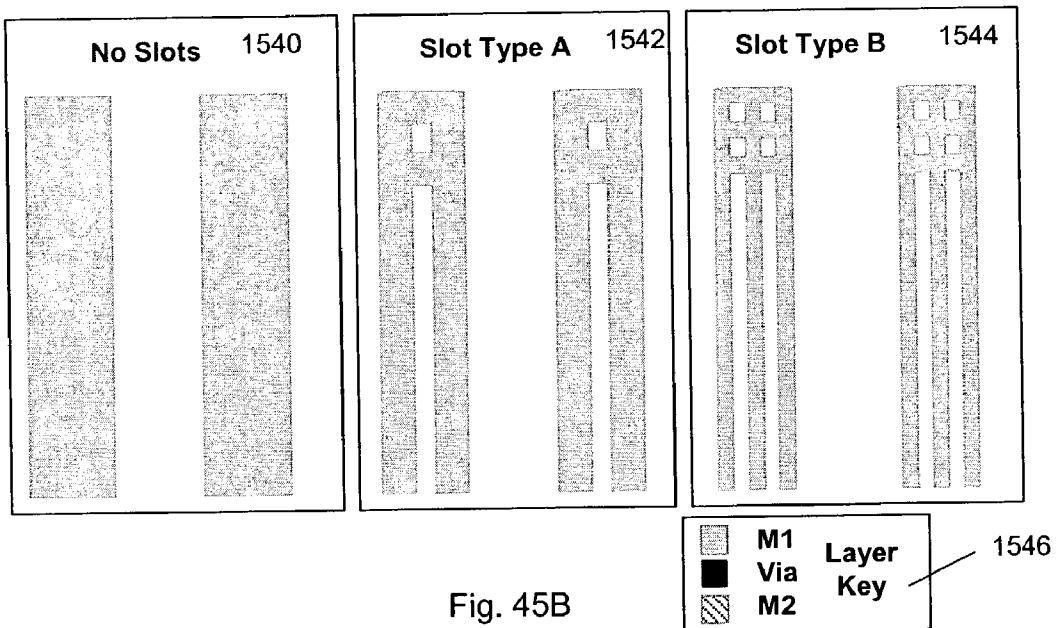 No Slots 1540
Slot Type A 1542
Slot Type B 1544
M1
Via
M2
Layer
Key
1546
Fig. 45B